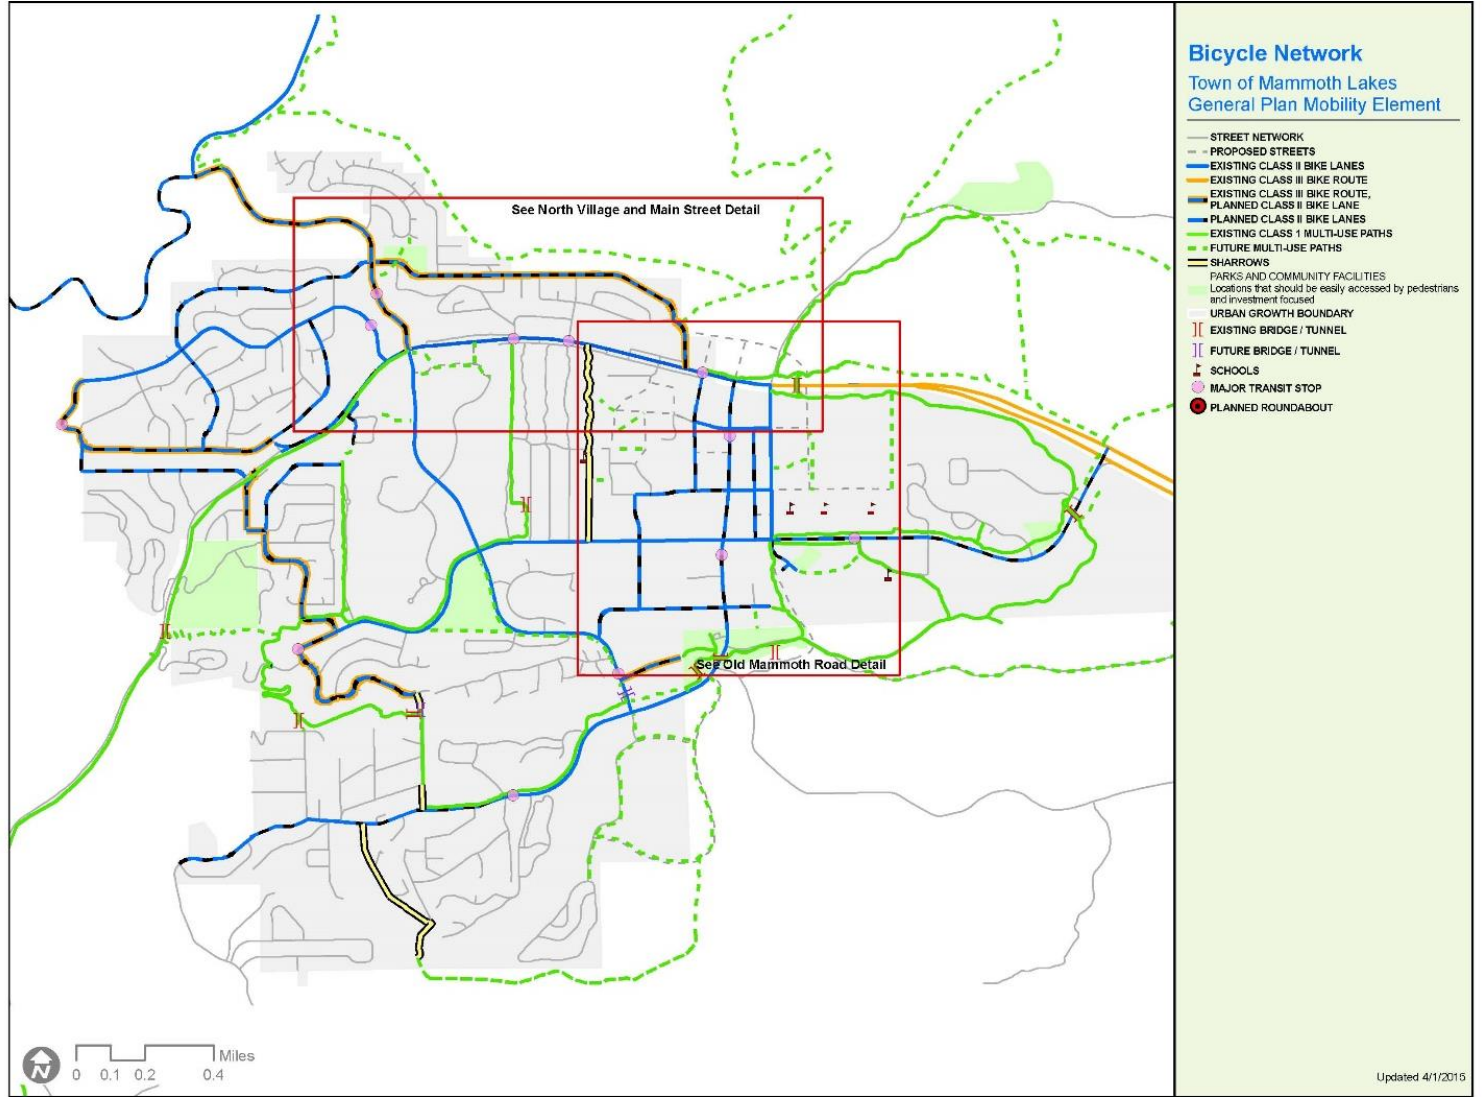 See North Village and Main Street Detail
See Old Mammoth Road Detail
N
Miles
0 0.1 0.2 0.4
Bicycle Network
Town of Mammoth Lakes
General Plan Mobility Element
STREET NETWORK
PROPOSED STREETS
EXISTING CLASS II BIKE LANES
EXISTING CLASS III BIKE ROUTE
EXISTING CLASS III BIKE ROUTE,
PLANNED CLASS II BIKE LANE
PLANNED CLASS II BIKE LANES
EXISTING CLASS 1 MULTI-USE PATHS
FUTURE MULTI-USE PATHS
SHARROWS
PARKS AND COMMUNITY FACILITIES
Locations that should be easily accessed by pedestrians
and investment focused
URBAN GROWTH BOUNDARY
EXISTING BRIDGE / TUNNEL
FUTURE BRIDGE / TUNNEL
SCHOOLS
MAJOR TRANSIT STOP
PLANNED ROUNDABOUT
Updated 4/1/2015